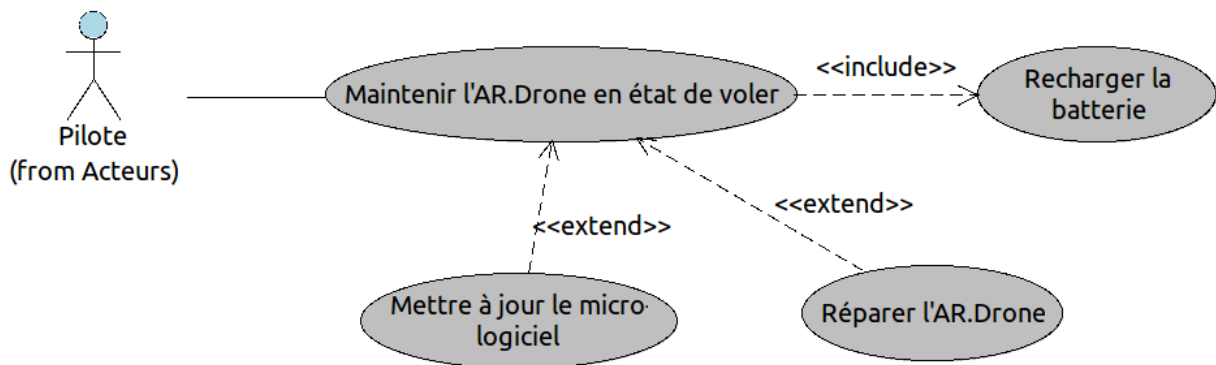 Pilote
(from Acteurs)
Maintenir l'AR.Drone en état de voler
<<include>>
Recharger la
batterie
<<extend>>
<<extend>>
Mettre à jour le micro-
logiciel
Réparer l'AR.Drone